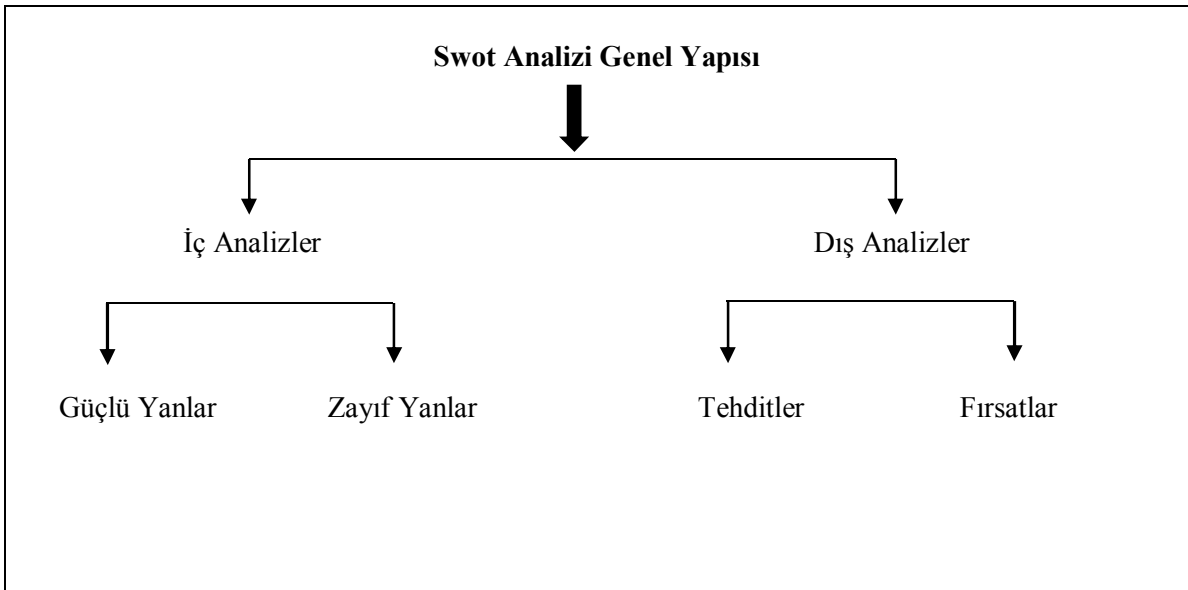 Swot Analizi Genel Yapısı
İç Analizler Dış Analizler
Güçlü Yanlar Zayıf Yanlar Tehditler Fırsatlar